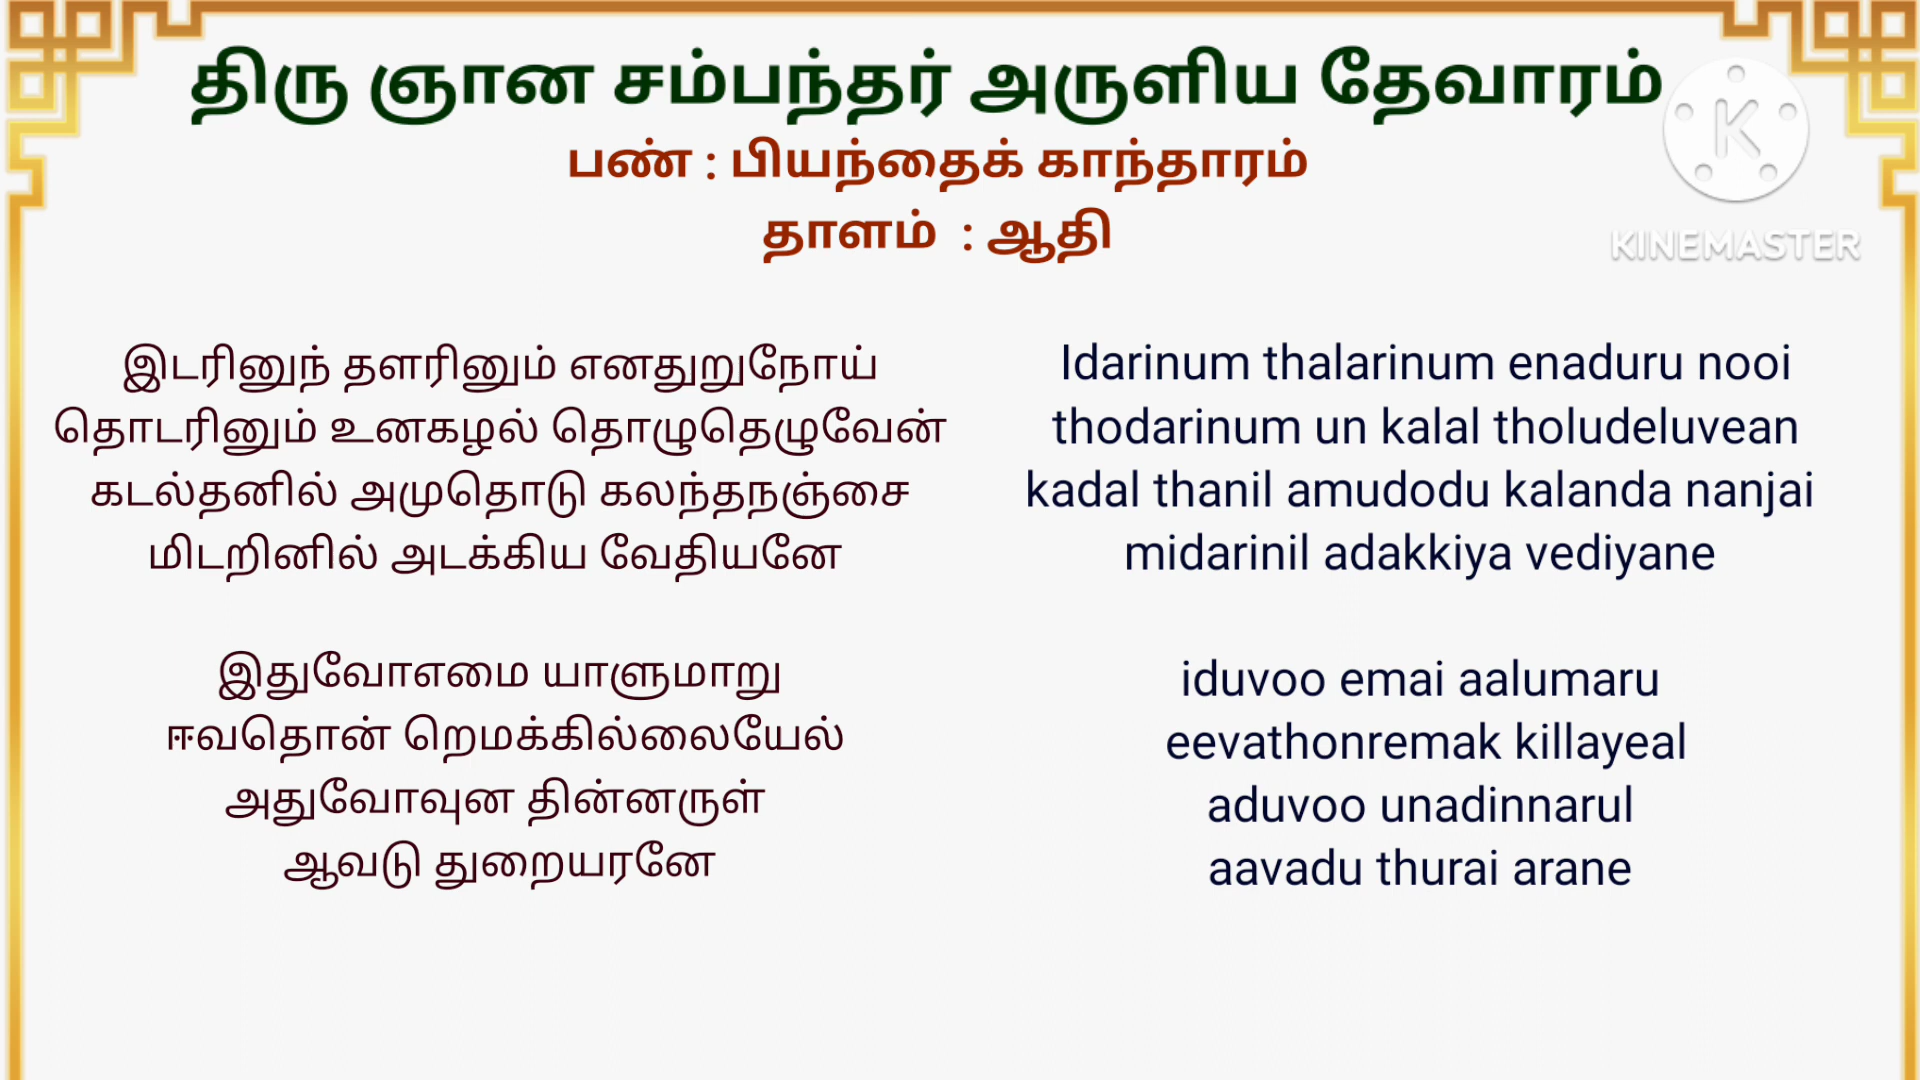 திரு ஞான சம்பந்தர் அருளிய தேவாரம்
பண் : பியந்தைக் காந்தாரம்
தாளம் : ஆதி
K
KINEMASTER
இடரினுந் தளரினும் எனதுறுநோய்
தொடரினும் உனகழல் தொழுதெழுவேன்
கடல்தனில் அமுதொடு கலந்தநஞ்சை
மிடறினில் அடக்கிய வேதியனே
இதுவோஎமை யாளுமாறு
ஈவதொன் றெமக்கில்லையேல்
அதுவோவுன தின்னருள்
ஆவடு துறையரனே
Idarinum thalarinum enaduru nooi
thodarinum un kalal tholudeluvean
kadal thanil amudodu kalanda nanjai
midarinil adakkiya vediyane
iduvoo emai aalumaru
eevathonremak killayeal
aduvoo unadinnarul
aavadu thurai arane